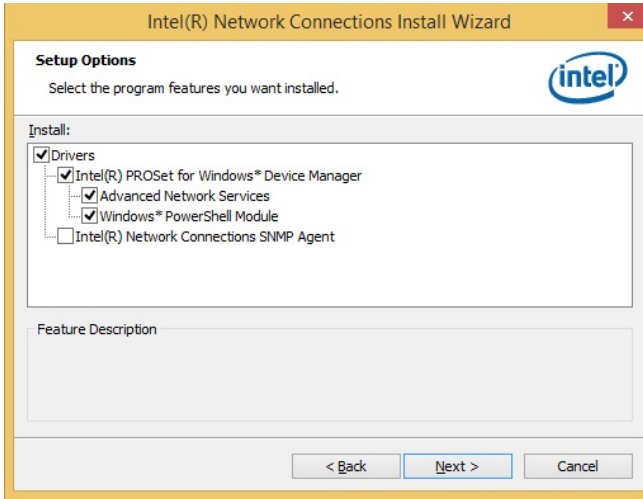 Intel(R) Network Connections Install Wizard
Setup Options
Select the program features you want installed.
intel
Install:
Drivers
Intel(R) PROSet for Windows* Device Manager
Advanced Network Services
Windows* PowerShell Module
Intel(R) Network Connections SNMP Agent
Feature Description
< Back Next > Cancel